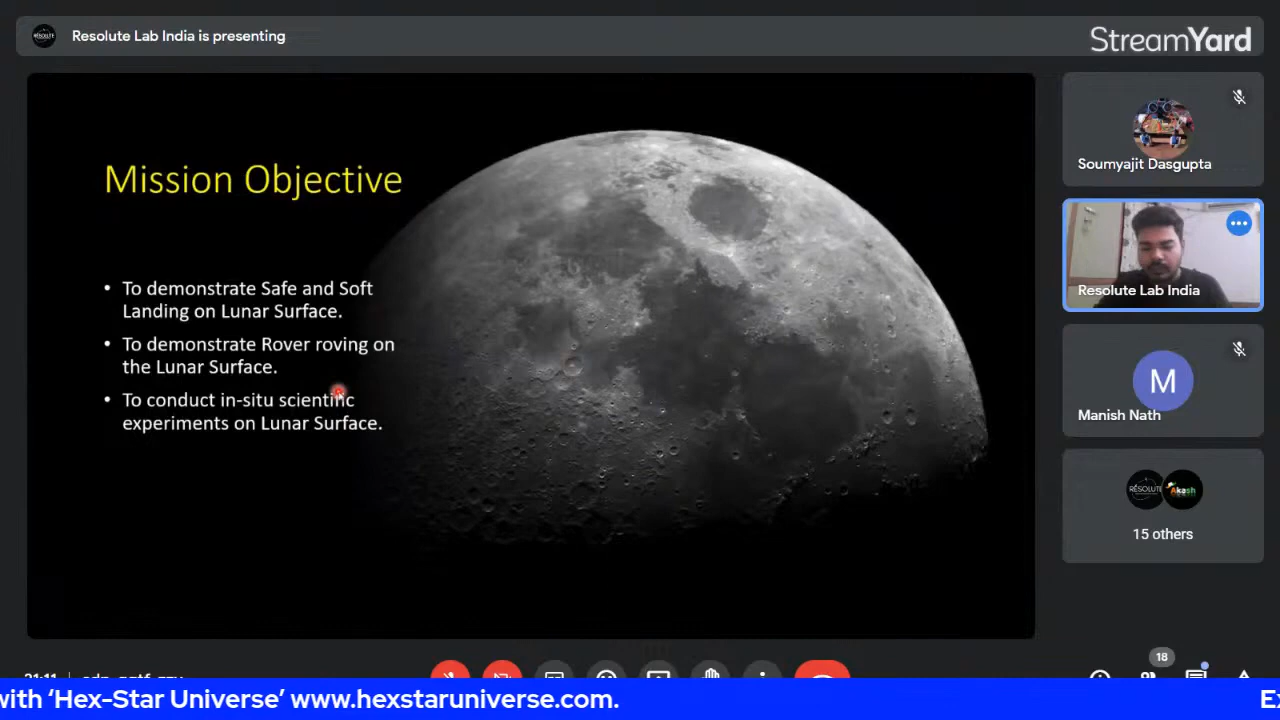 Resolute Lab India is presenting
StreamYard
Mission Objective
• To demonstrate Safe and Soft
Landing on Lunar Surface.
• To demonstrate Rover roving on
the Lunar Surface.
• To conduct in-situ scientific
experiments on Lunar Surface.
Soumyajit Dasgupta
Resolute Lab India
M
Manish Nath
RÉSOLUTE
Akash
15 others
18
with ‘Hex-Star Universe’ www.hexstaruniverse.com.